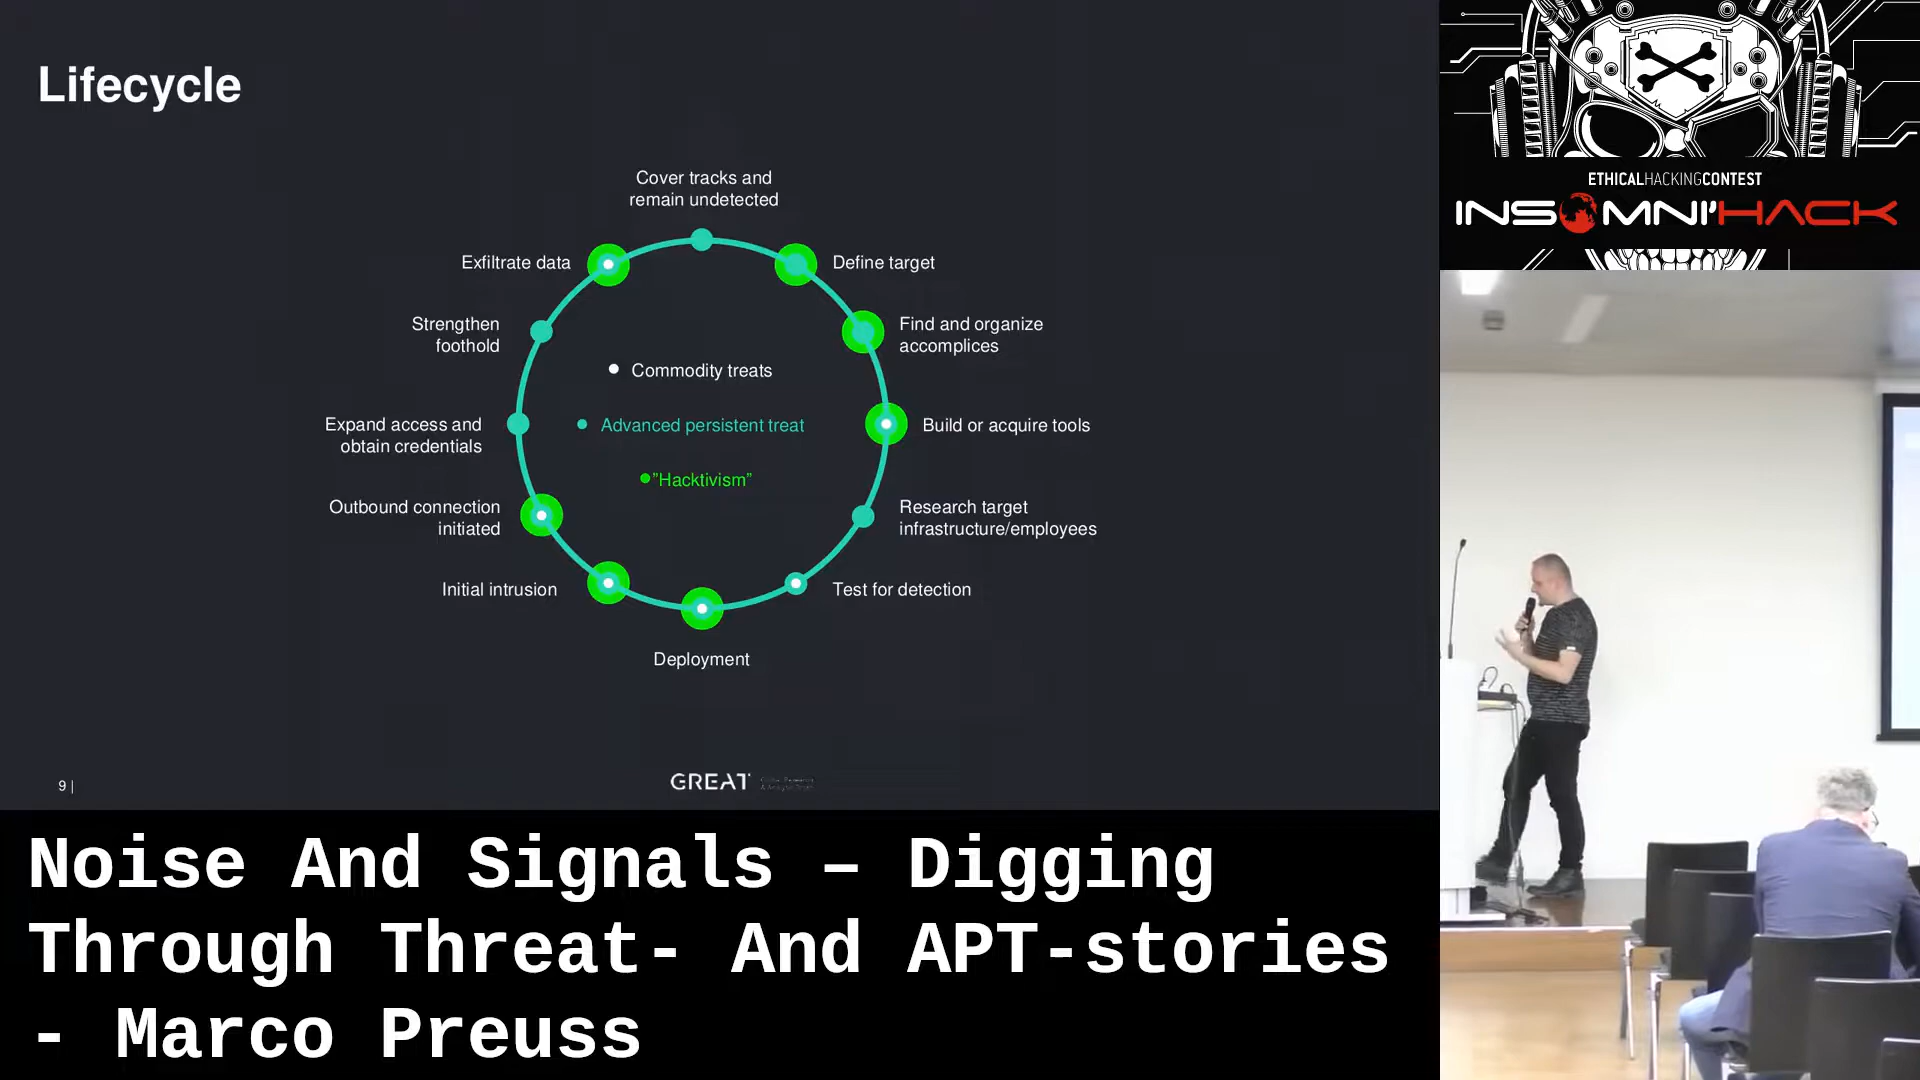 Lifecycle
Cover tracks and
remain undetected
Exfiltrate data
Define target
Strengthen
foothold
Find and organize
accomplices
Commodity treats
Expand access and
obtain credentials
Advanced persistent treat
Build or acquire tools
"Hacktivism”
Outbound connection
initiated
Research target
infrastructure/employees
Initial intrusion
Test for detection
Deployment
9 |
GREAT
ETHICALHACKINGCONTEST
INSOMNI'HACK
Noise And Signals – Digging
Through Threat- And APT-stories
- Marco Preuss